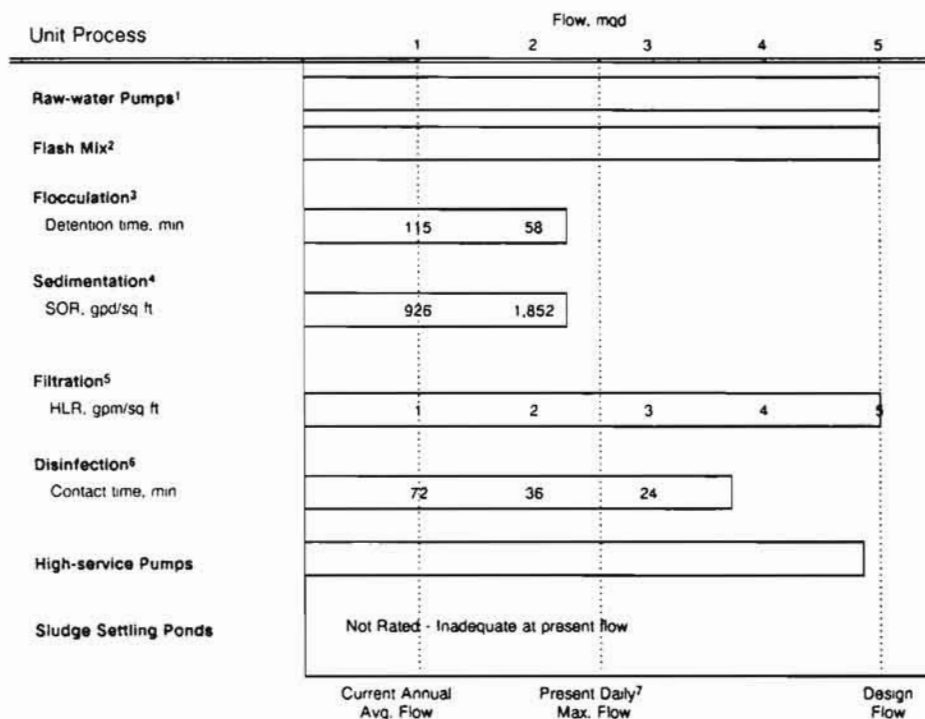 Flow, mgd
Unit Process
1 2 3 4 5
Raw-water Pumps¹
Flash Mix²
Flocculation³
Detention time, min
115 58
Sedimentation⁴
SOR, gpd/sq ft
926 1,852
Filtration⁵
HLR, gpm/sq ft
1 2 3 4 5
Disinfection⁶
Contact time, min
72 36 24
High-service Pumps
Sludge Settling Ponds
Not Rated - Inadequate at present flow
Current Annual Present Daily⁷ Design
Avg. Flow Max. Flow Flow